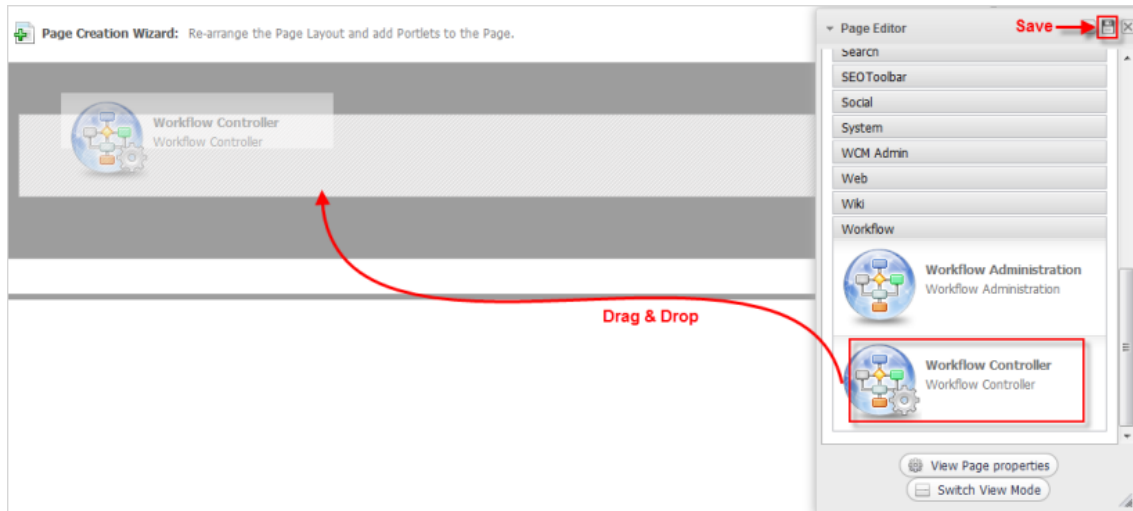 Page Creation Wizard: Re-arrange the Page Layout and add Portlets to the Page.
Workflow Controller
Workflow Controller
Drag & Drop
Page Editor
Save
Search
SEOToolbar
Social
System
WCM Admin
Web
Wiki
Workflow
Workflow Administration
Workflow Administration
Workflow Controller
Workflow Controller
View Page properties
Switch View Mode